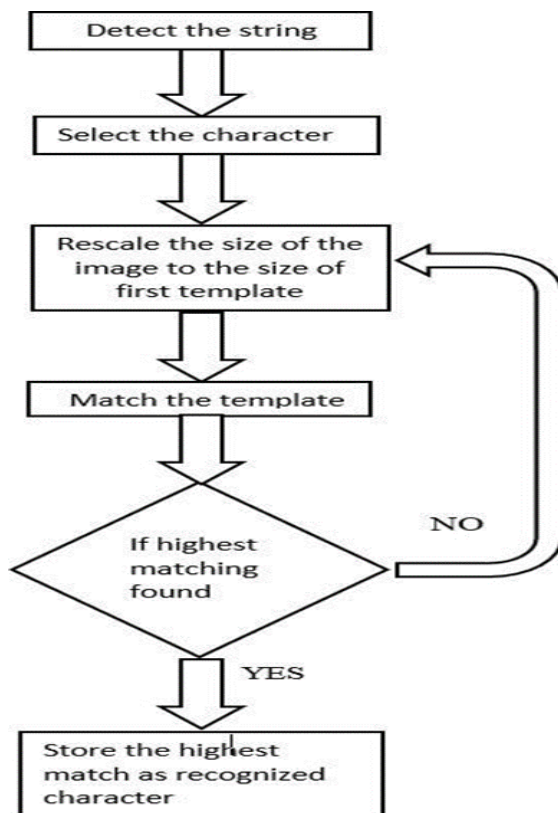 Detect the string
Select the character
Rescale the size of the
image to the size of
first template
Match the template
If highest
matching
found
NO
YES
Store the highest
match as recognized
character